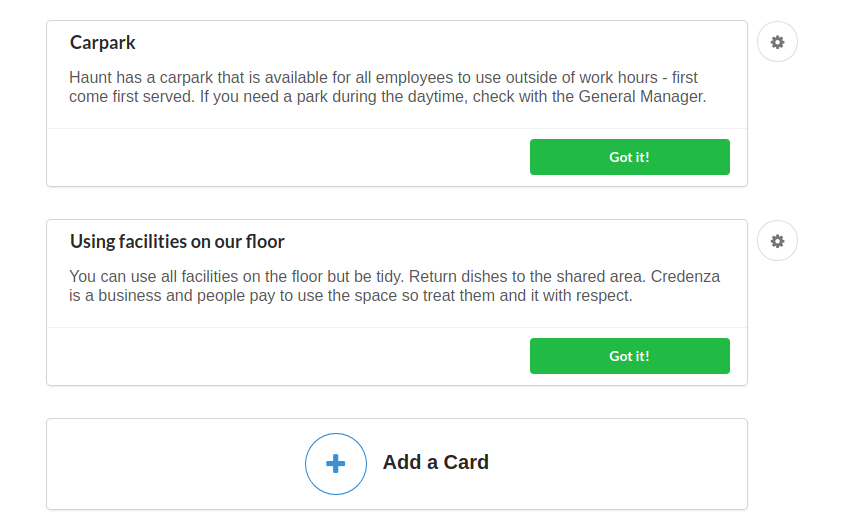 Carpark
Haunt has a carpark that is available for all employees to use outside of work hours - first
come first served. If you need a park during the daytime, check with the General Manager.
Got it!
Using facilities on our floor
You can use all facilities on the floor but be tidy. Return dishes to the shared area. Credenza
is a business and people pay to use the space so treat them and it with respect.
Got it!
Add a Card